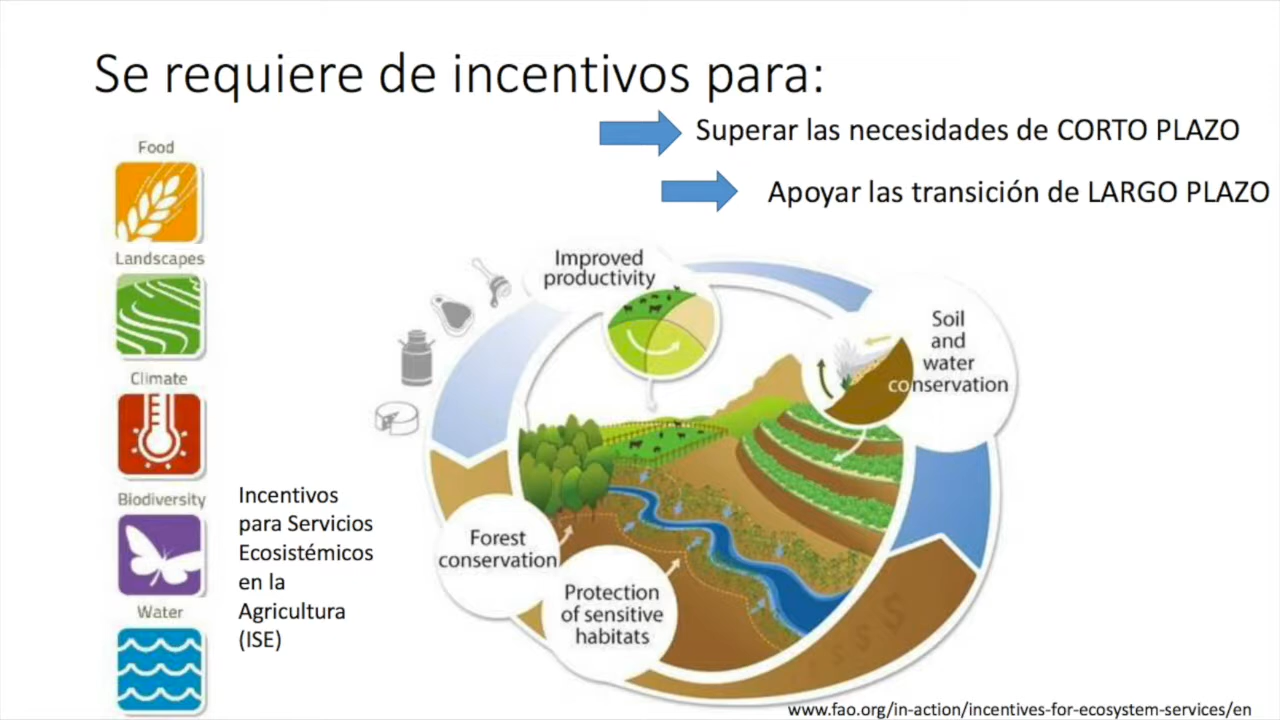 Se requiere de incentivos para:
Superar las necesidades de CORTO PLAZO
Apoyar las transición de LARGO PLAZO
Food
Landscapes
Climate
Biodiversity
Water
Incentivos
para Servicios
Ecosistémicos
en la
Agricultura
(ISE)
Improved
productivity
Soil
and
water
conservation
Forest
conservation
Protection
of sensitive
habitats
$ $ $ $
www.fao.org/in-action/incentives-for-ecosystem-services/en